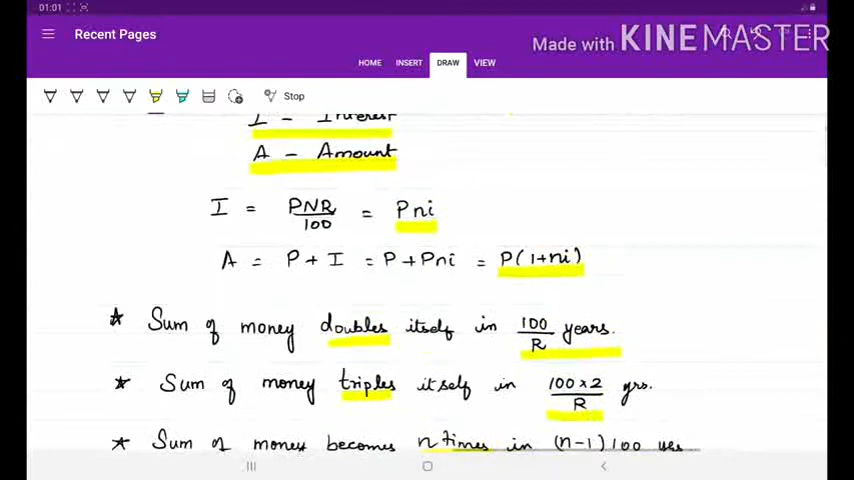 01:01
Recent Pages
Made with KINEMASTER
HOME INSERT DRAW VIEW
Stop
I - Interest
A - Amount
I = PNR/100 = Pni
A = P + I = P + Pni = P(1+ni)
★ Sum of money doubles itself in 100/R years.
★ Sum of money triples itself in 100×2/R yrs.
★ Sum of money becomes n times in (n-1)100 yrs